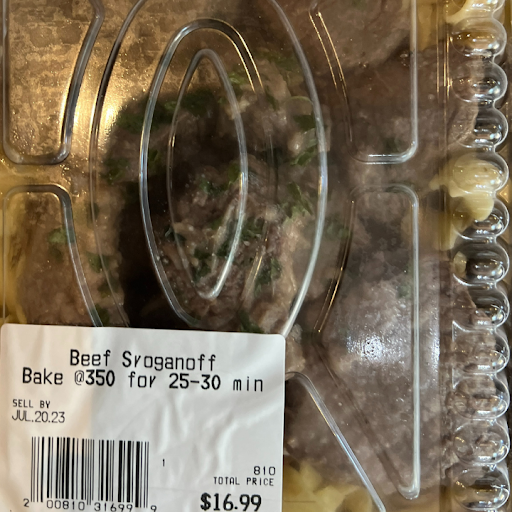 Beef Svoganoff
Bake @350 for 25-30 min
SELL BY
JUL.20.23
1
810
TOTAL PRICE
$16.99
2 00810 31699 9